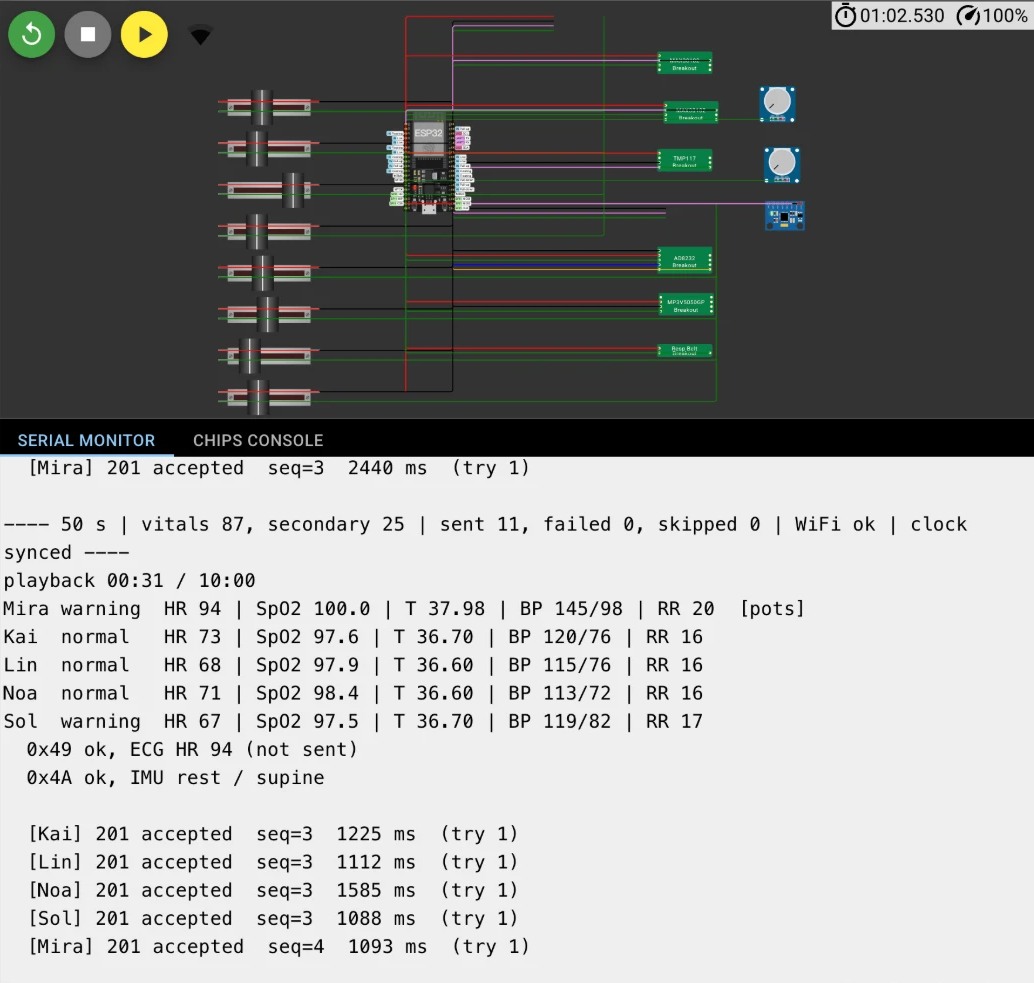 01:02.530 100%
Breakout
ESP32
Breakout
TMP117
Breakout
AD8232
Breakout
MP3V5050GP
Breakout
Resp Belt
Breakout
SERIAL MONITOR CHIPS CONSOLE
[Mira] 201 accepted seq=3 2440 ms (try 1)
---- 50 s | vitals 87, secondary 25 | sent 11, failed 0, skipped 0 | WiFi ok | clock
synced ----
playback 00:31 / 10:00
Mira warning HR 94 | SpO2 100.0 | T 37.98 | BP 145/98 | RR 20 [pots]
Kai normal HR 73 | SpO2 97.6 | T 36.70 | BP 120/76 | RR 16
Lin normal HR 68 | SpO2 97.9 | T 36.60 | BP 115/76 | RR 16
Noa normal HR 71 | SpO2 98.4 | T 36.60 | BP 113/72 | RR 16
Sol warning HR 67 | SpO2 97.5 | T 36.70 | BP 119/82 | RR 17
0x49 ok, ECG HR 94 (not sent)
0x4A ok, IMU rest / supine
[Kai] 201 accepted seq=3 1225 ms (try 1)
[Lin] 201 accepted seq=3 1112 ms (try 1)
[Noa] 201 accepted seq=3 1585 ms (try 1)
[Sol] 201 accepted seq=3 1088 ms (try 1)
[Mira] 201 accepted seq=4 1093 ms (try 1)